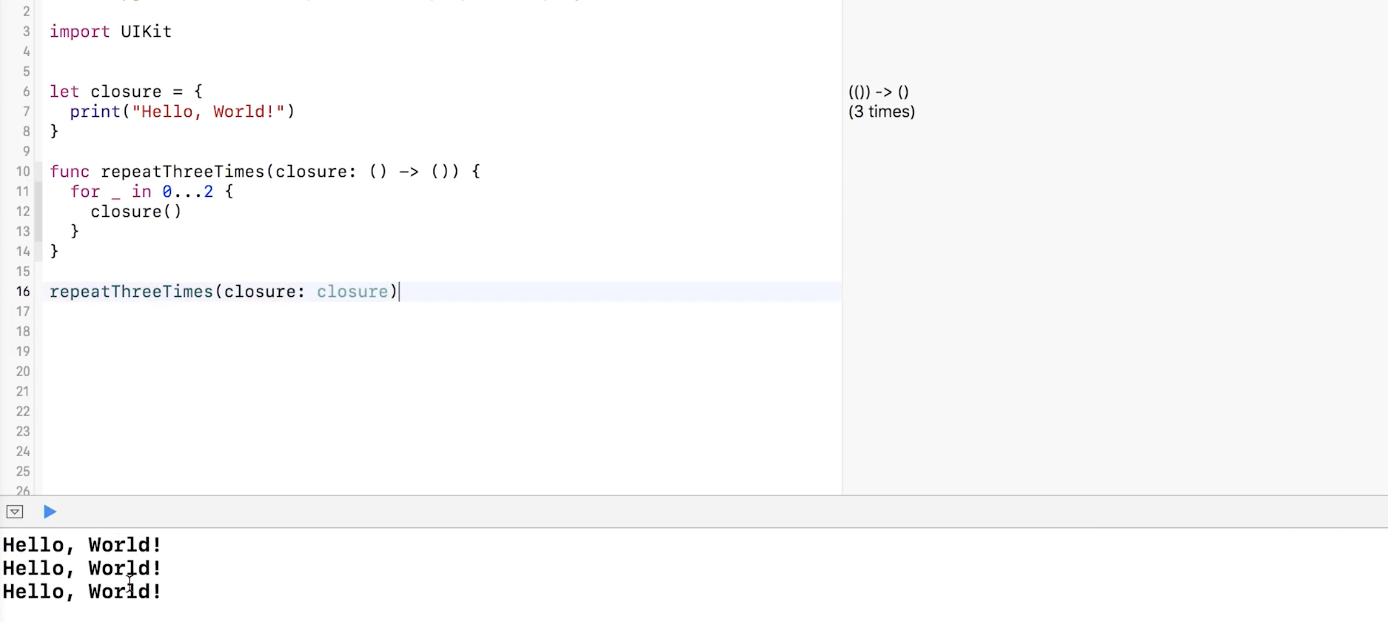 2
3 import UIKit
4
5
6 let closure = { (()) -> ()
7 print("Hello, World!") (3 times)
8 }
9
10 func repeatThreeTimes(closure: () -> ()) {
11 for _ in 0...2 {
12 closure()
13 }
14 }
15
16 repeatThreeTimes(closure: closure)
17
18
19
20
21
22
23
24
25
26
Hello, World!
Hello, World!
Hello, World!